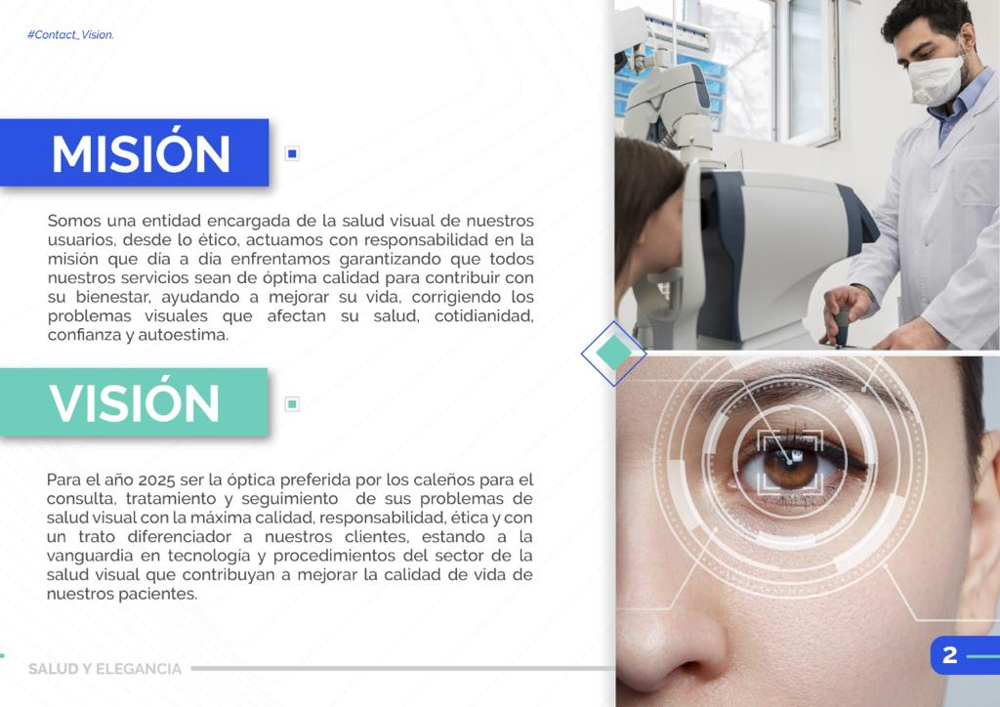 #Contact_Vision.
MISIÓN
Somos una entidad encargada de la salud visual de nuestros
usuarios, desde lo ético, actuamos con responsabilidad en la
misión que día a día enfrentamos garantizando que todos
nuestros servicios sean de óptima calidad para contribuir con
su bienestar, ayudando a mejorar su vida, corrigiendo los
problemas visuales que afectan su salud, cotidianidad,
confianza y autoestima.
VISIÓN
Para el año 2025 ser la óptica preferida por los caleños para el
consulta, tratamiento y seguimiento de sus problemas de
salud visual con la máxima calidad, responsabilidad, ética y con
un trato diferenciador a nuestros clientes, estando a la
vanguardia en tecnología y procedimientos del sector de la
salud visual que contribuyan a mejorar la calidad de vida de
nuestros pacientes.
SALUD Y ELEGANCIA
2